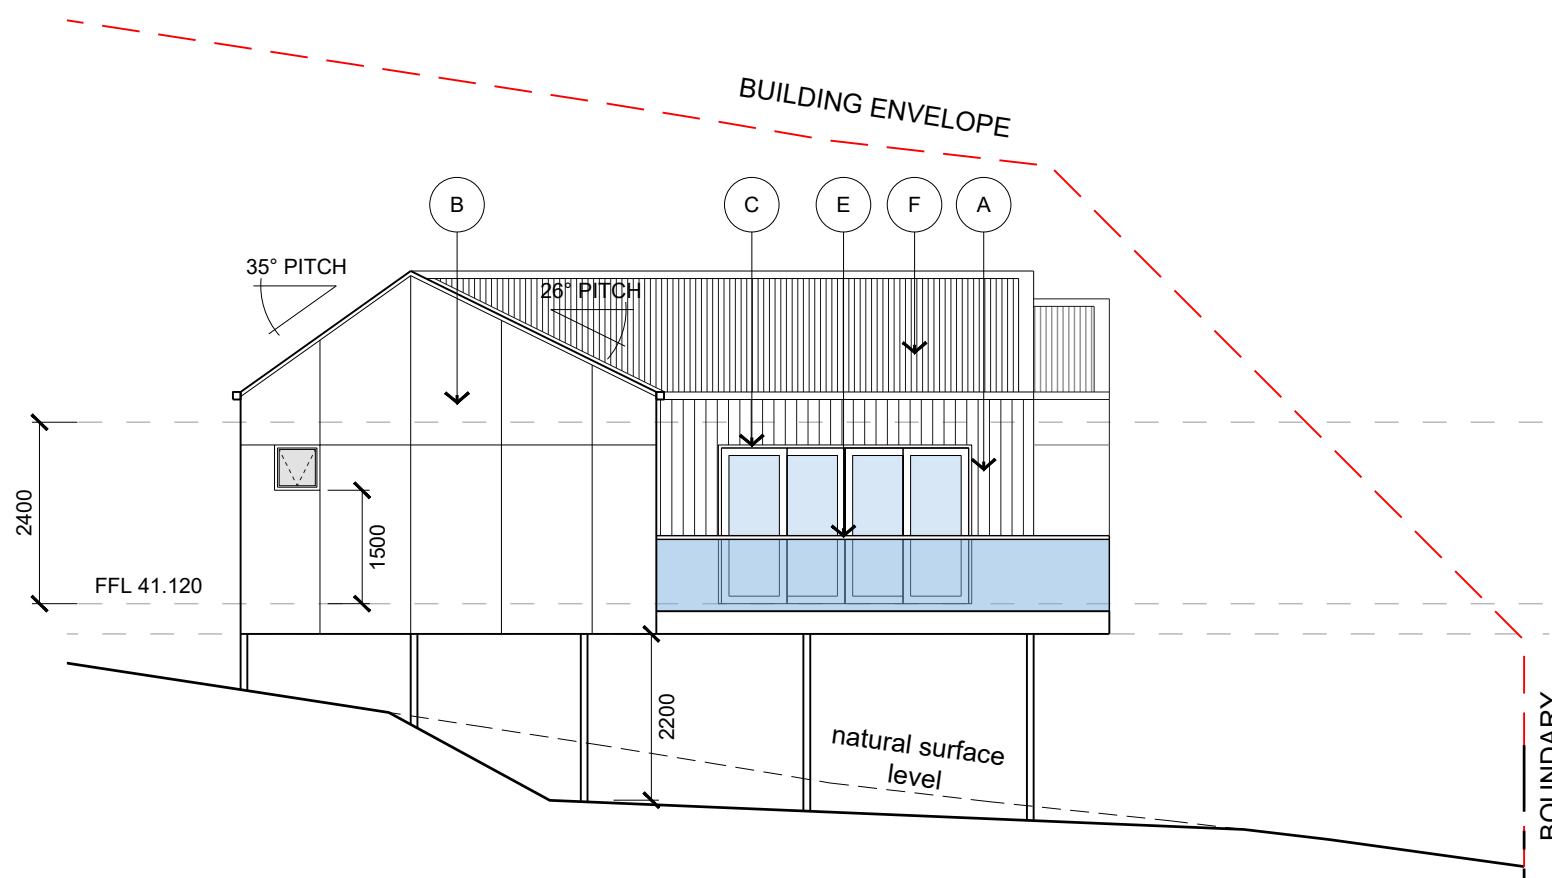 BUILDING ENVELOPE
B
C
E
F
A
35° PITCH
26° PITCH
2400
1500
FFL 41.120
2200
natural surface
level
BOUNDARY